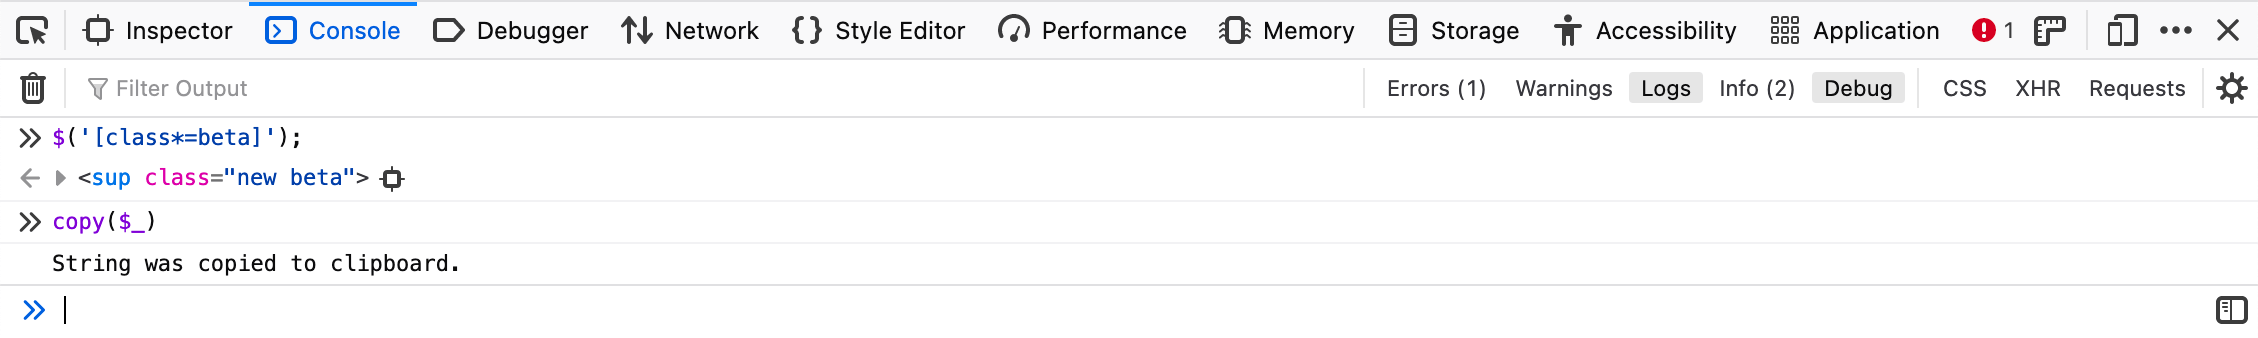 Inspector Console Debugger Network Style Editor Performance Memory Storage Accessibility Application 1
Filter Output Errors (1) Warnings Logs Info (2) Debug CSS XHR Requests
$('[class*=beta]');
<sup class="new beta">
copy($_)
String was copied to clipboard.